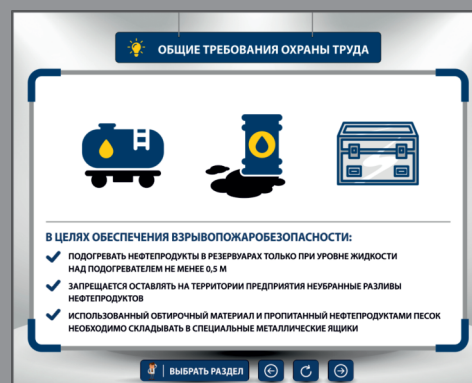 ОБЩИЕ ТРЕБОВАНИЯ ОХРАНЫ ТРУДА
В ЦЕЛЯХ ОБЕСПЕЧЕНИЯ ВЗРЫВОПОЖАРОБЕЗОПАСНОСТИ:
ПОДОГРЕВАТЬ НЕФТЕПРОДУКТЫ В РЕЗЕРВУАРАХ ТОЛЬКО ПРИ УРОВНЕ ЖИДКОСТИ
НАД ПОДОГРЕВАТЕЛЕМ НЕ МЕНЕЕ 0,5 М
ЗАПРЕЩАЕТСЯ ОСТАВЛЯТЬ НА ТЕРРИТОРИИ ПРЕДПРИЯТИЯ НЕУБРАННЫЕ РАЗЛИВЫ
НЕФТЕПРОДУКТОВ
ИСПОЛЬЗОВАННЫЙ ОБТИРОЧНЫЙ МАТЕРИАЛ И ПРОПИТАННЫЙ НЕФТЕПРОДУКТАМИ ПЕСОК
НЕОБХОДИМО СКЛАДЫВАТЬ В СПЕЦИАЛЬНЫЕ МЕТАЛЛИЧЕСКИЕ ЯЩИКИ
ВЫБРАТЬ РАЗДЕЛ